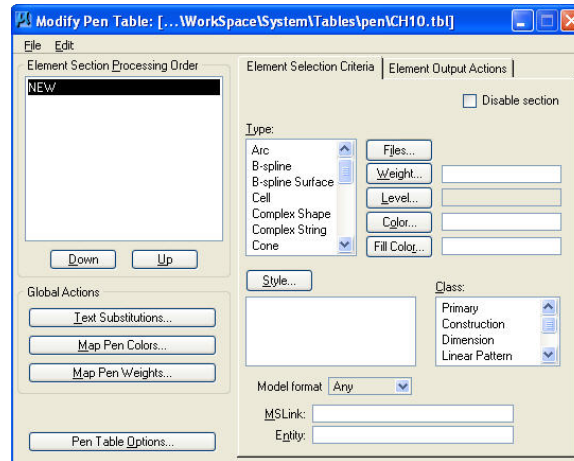 Modify Pen Table: [...\WorkSpace\System\Tables\pen\CH10.tbl]
File Edit
Element Section Processing Order
NEW
Down Up
Global Actions
Text Substitutions...
Map Pen Colors...
Map Pen Weights...
Pen Table Options...
Element Selection Criteria Element Output Actions
Disable section
Type:
Arc
B-spline
B-spline Surface
Cell
Complex Shape
Complex String
Cone
Files...
Weight...
Level...
Color...
Fill Color...
Style...
Class:
Primary
Construction
Dimension
Linear Pattern
Model format Any
MSLink:
Entity: